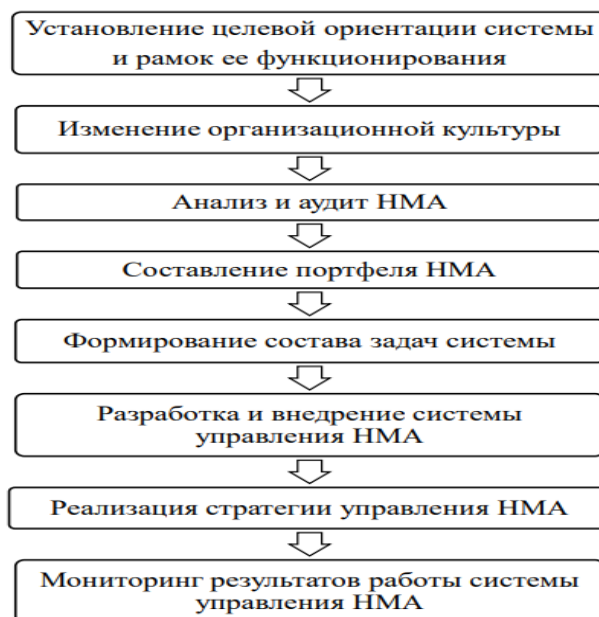 Установление целевой ориентации системы
и рамок ее функционирования
Изменение организационной культуры
Анализ и аудит НМА
Составление портфеля НМА
Формирование состава задач системы
Разработка и внедрение системы
управления НМА
Реализация стратегии управления НМА
Мониторинг результатов работы системы
управления НМА